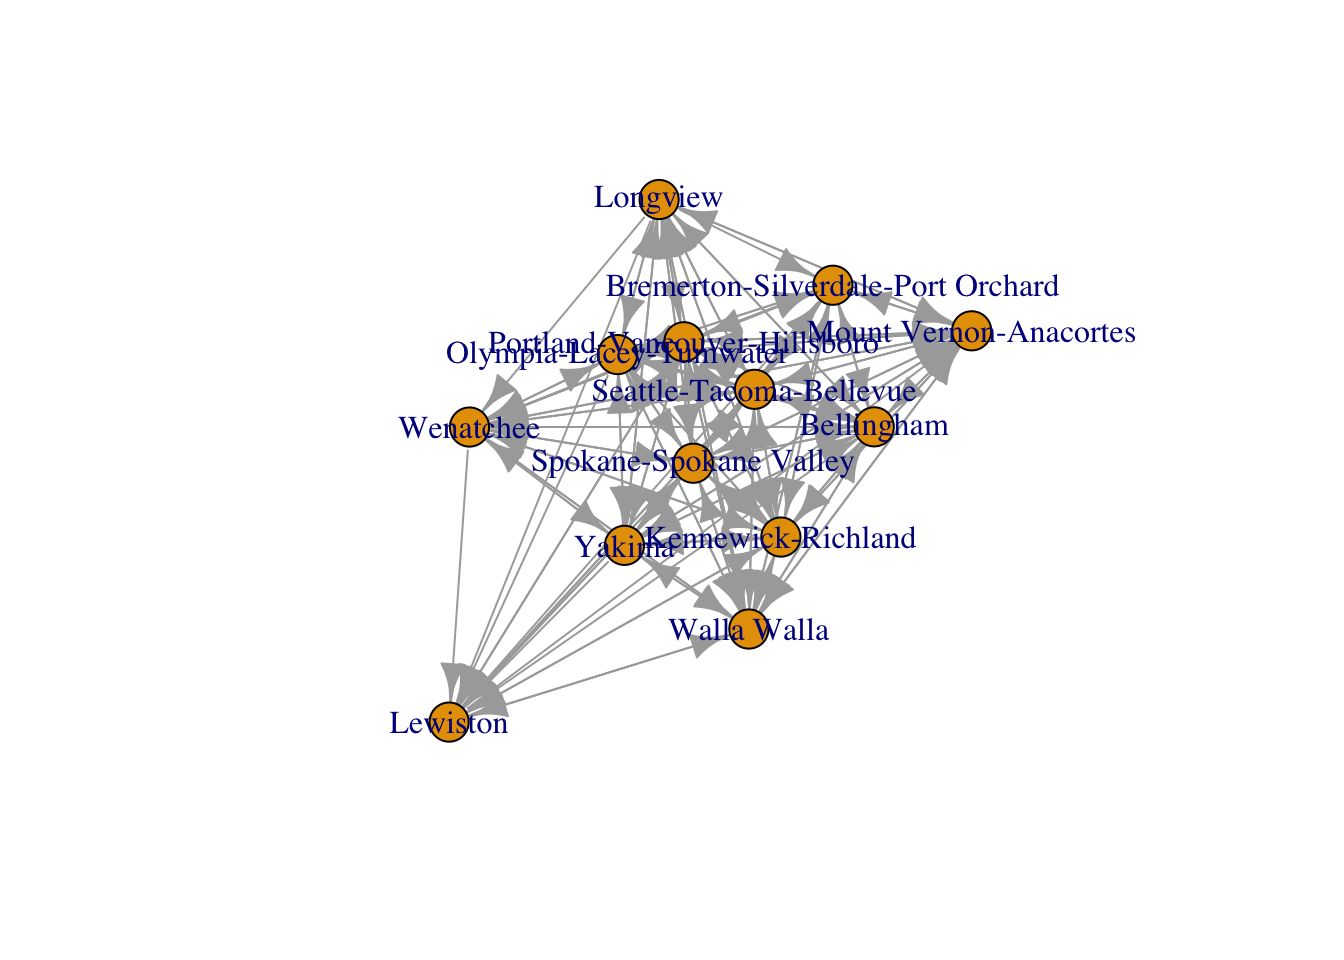 Longview
Bremerton-Silverdale-Port Orchard
Mount Vernon-Anacortes
Portland-Vancouver-Hillsboro
Olympia-Lacey-Tumwater
Seattle-Tacoma-Bellevue
Wenatchee
Bellingham
Spokane-Spokane Valley
Kennewick-Richland
Yakima
Walla Walla
Lewiston